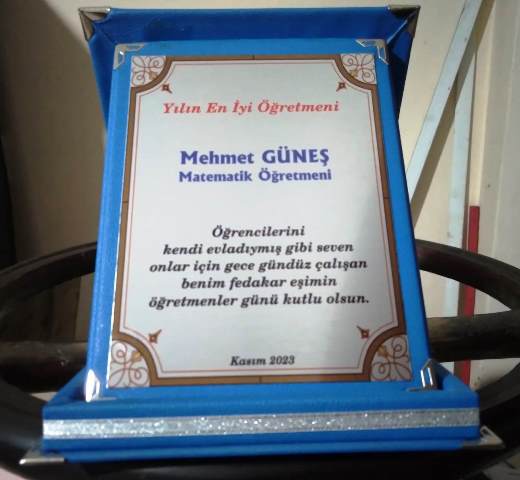 Yılın En İyi Öğretmeni
Mehmet GÜNEŞ
Matematik Öğretmeni
Öğrencilerini
kendi evladıymış gibi seven
onlar için gece gündüz çalışan
benim fedakar eşimin
öğretmenler günü kutlu olsun.
Kasım 2023